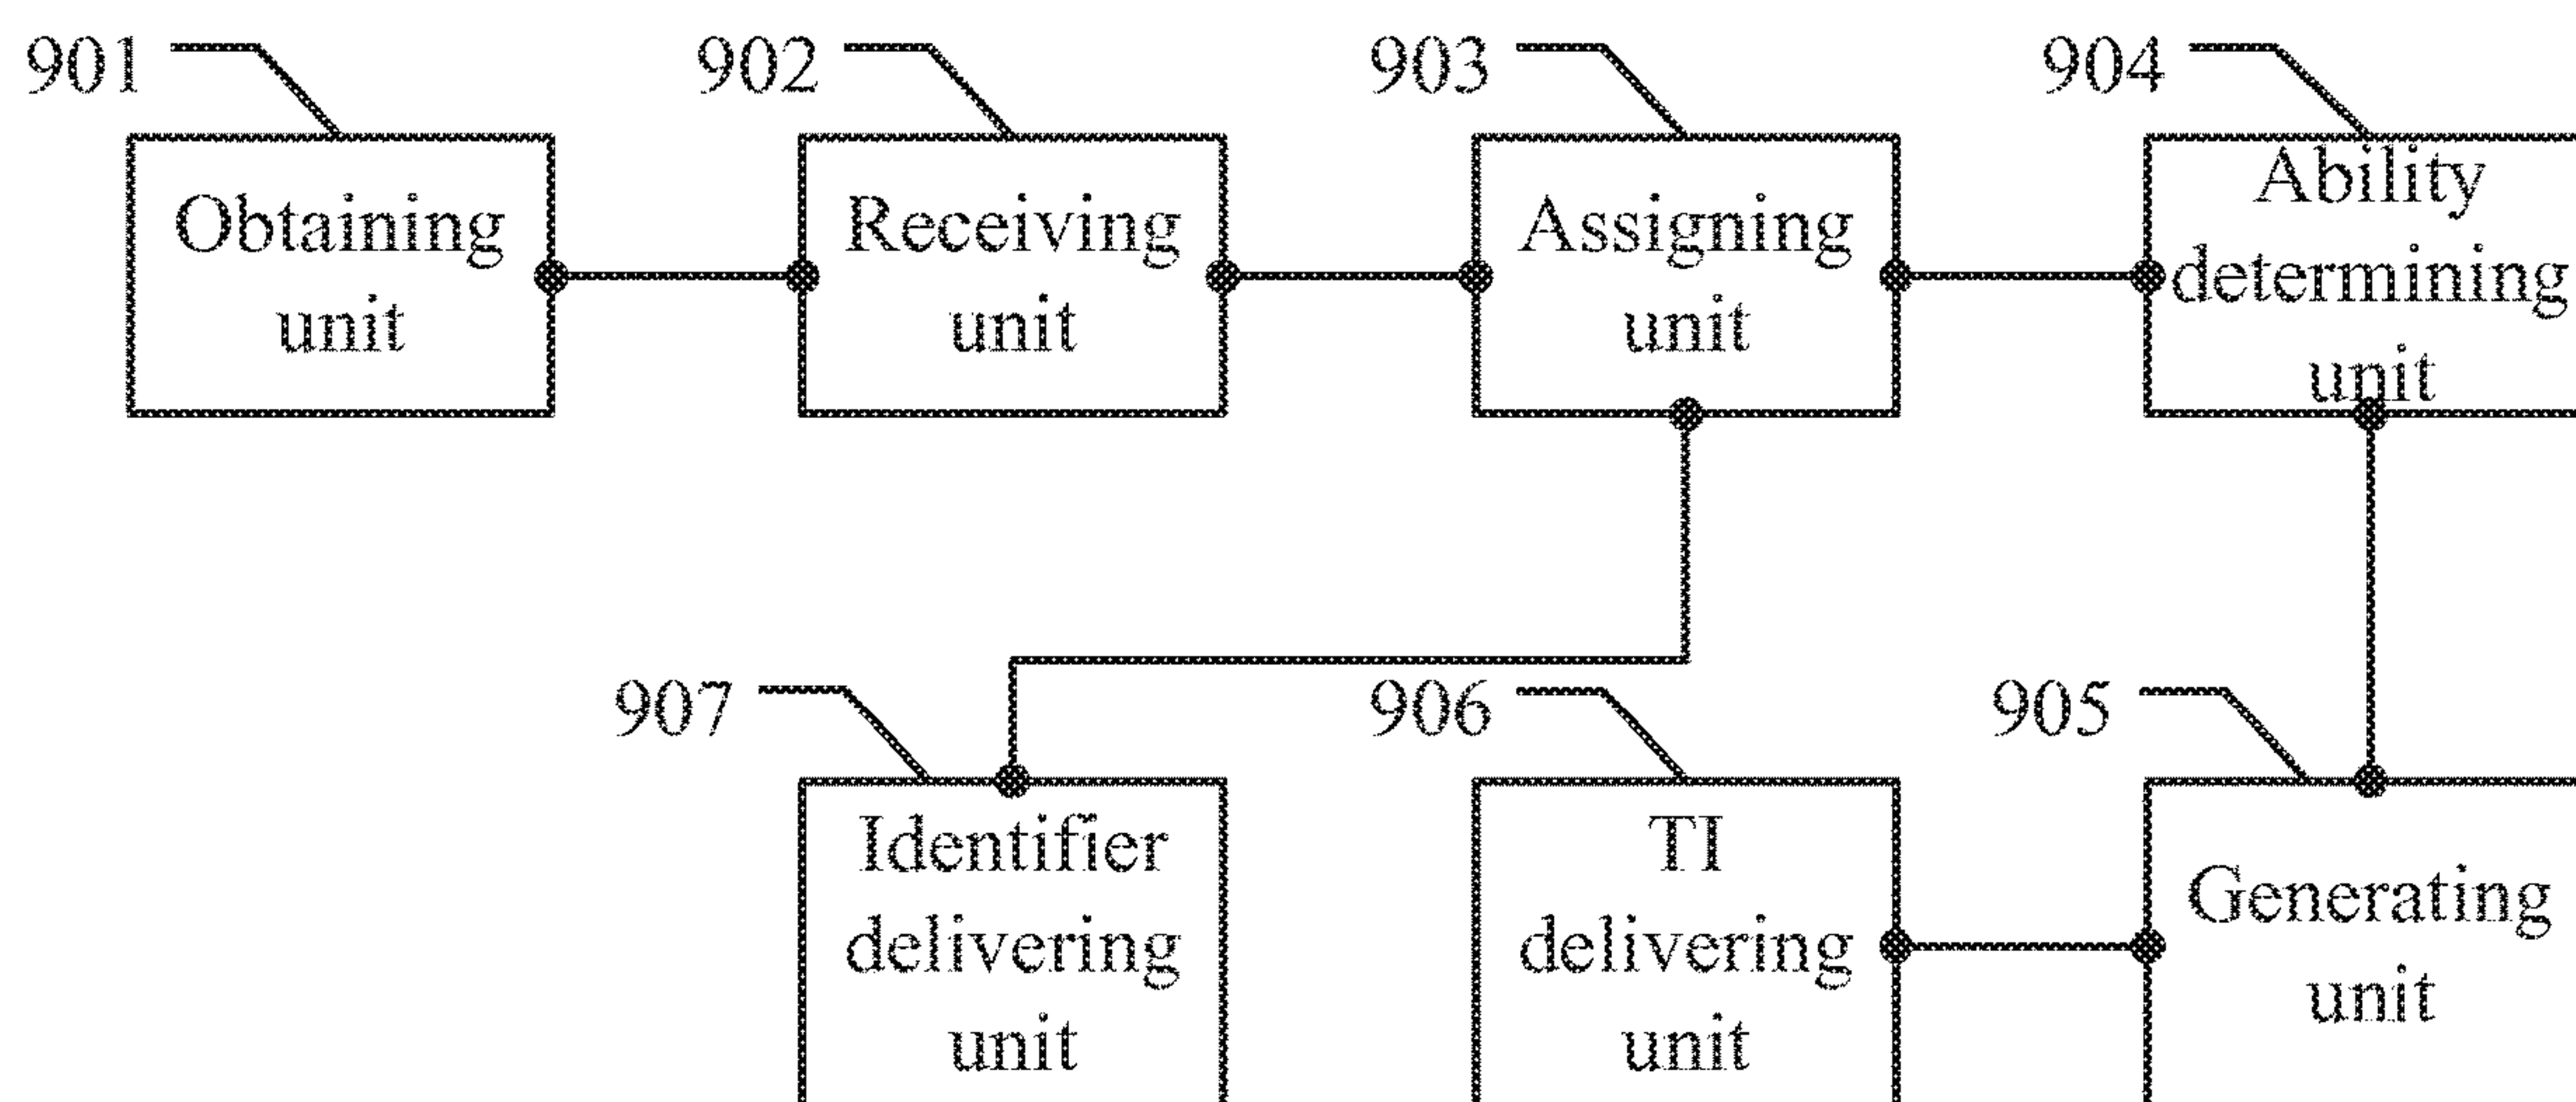 901
Obtaining
unit
902
Receiving
unit
903
Assigning
unit
904
Ability
determining
unit
907
Identifier
delivering
unit
906
TI
delivering
unit
905
Generating
unit